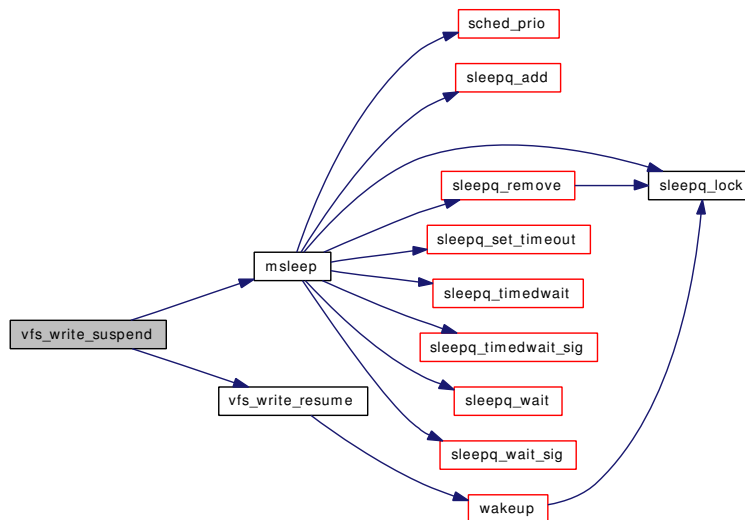 sched_prio
sleepq_add
sleepq_remove
sleepq_lock
sleepq_set_timeout
msleep
sleepq_timedwait
vfs_write_suspend
sleepq_timedwait_sig
vfs_write_resume
sleepq_wait
sleepq_wait_sig
wakeup